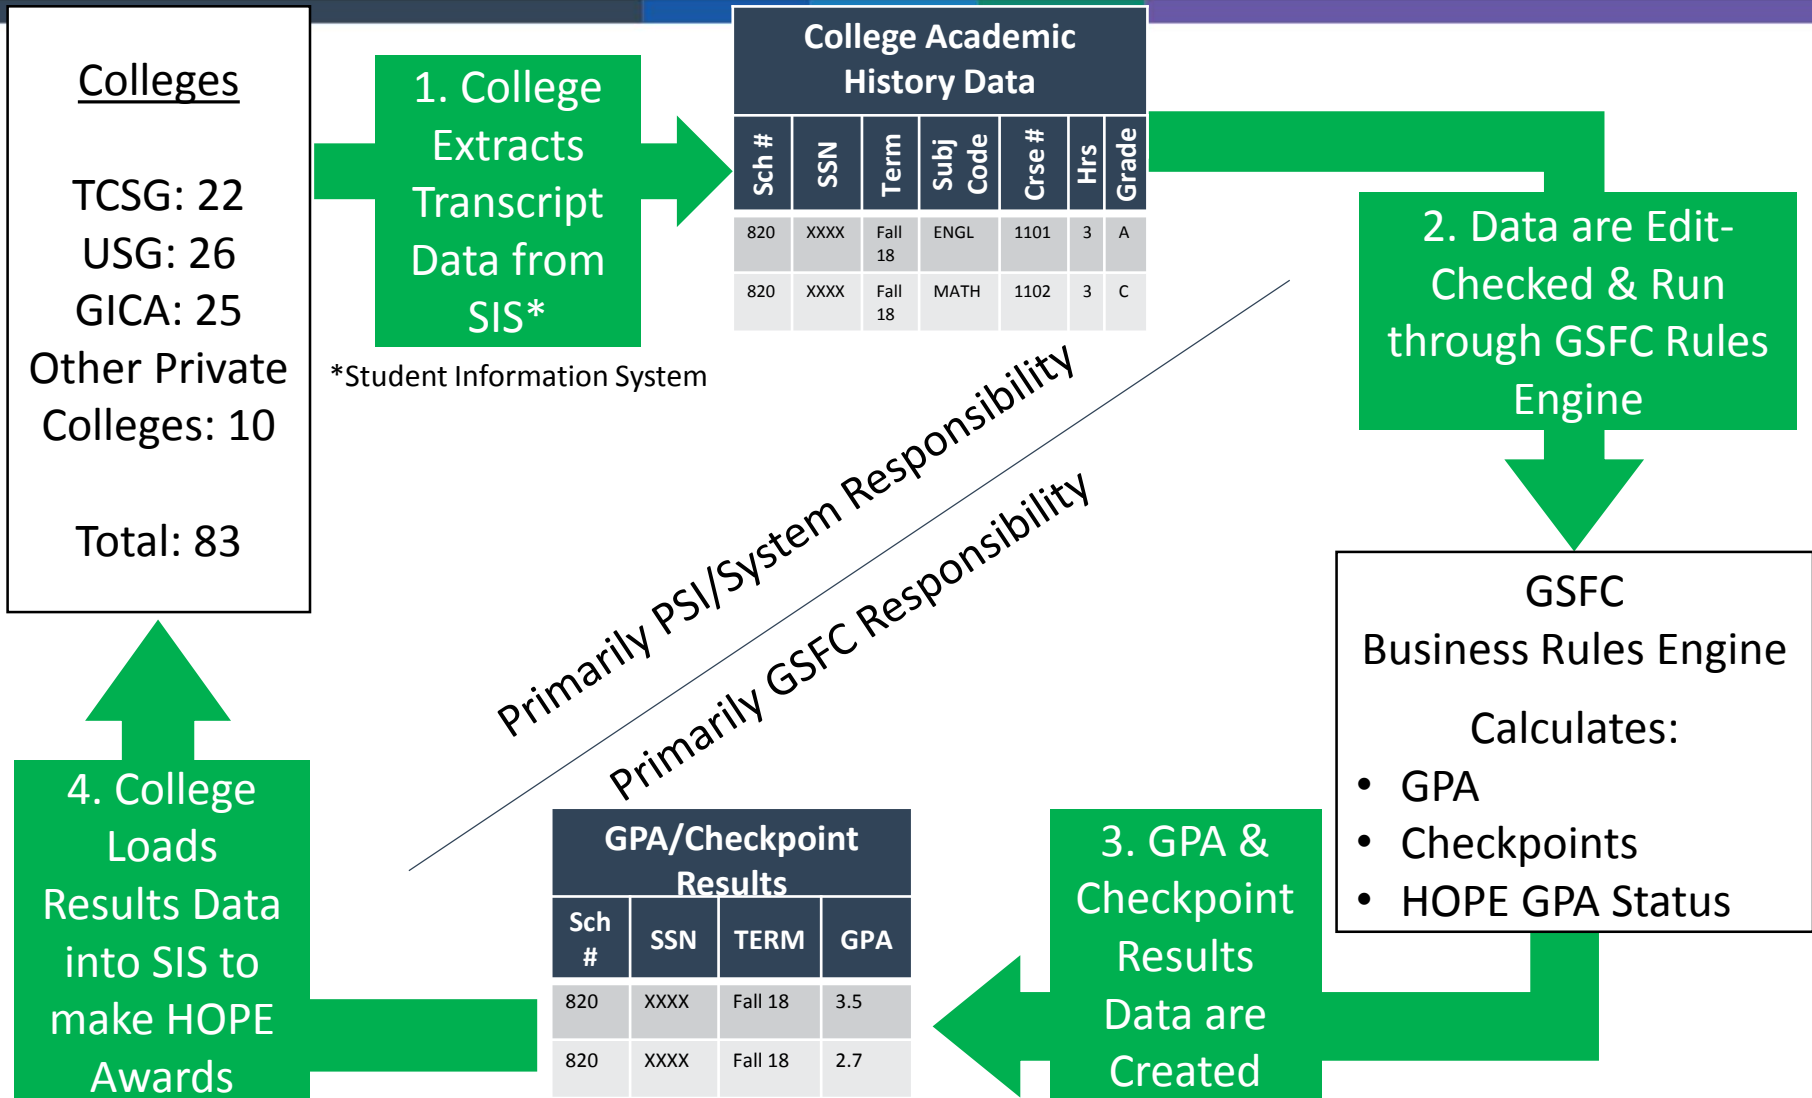 Colleges
TCSG: 22
USG: 26
GICA: 25
Other Private
Colleges: 10
Total: 83
1. College
Extracts
Transcript
Data from
SIS*
*Student Information System
College Academic
History Data
Sch #
SSN
Term
Subj
Code
Crse #
Hrs
Grade
820 XXXX Fall 18 ENGL 1101 3 A
820 XXXX Fall 18 MATH 1102 3 C
2. Data are Edit-
Checked & Run
through GSFC Rules
Engine
Primarily PSI/System Responsibility
Primarily GSFC Responsibility
GSFC
Business Rules Engine
Calculates:
• GPA
• Checkpoints
• HOPE GPA Status
3. GPA &
Checkpoint
Results
Data are
Created
GPA/Checkpoint
Results
Sch # SSN TERM GPA
820 XXXX Fall 18 3.5
820 XXXX Fall 18 2.7
4. College
Loads
Results Data
into SIS to
make HOPE
Awards